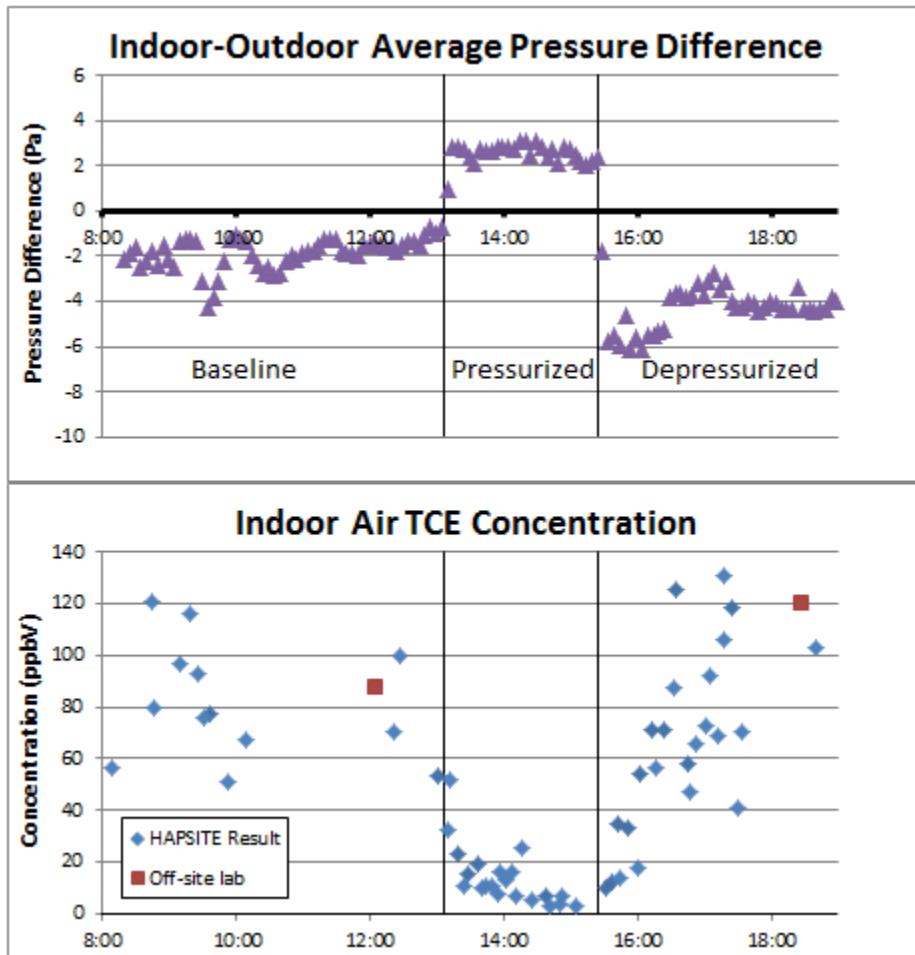 Indoor-Outdoor Average Pressure Difference
Pressure Difference (Pa)
6
4
2
0
-2
-4
-6
-8
-10
8:00 10:00 12:00 14:00 16:00 18:00
Baseline Pressurized Depressurized
Indoor Air TCE Concentration
Concentration (ppbV)
140
120
100
80
60
40
20
0
HAPSITE Result
Off-site lab
8:00 10:00 12:00 14:00 16:00 18:00